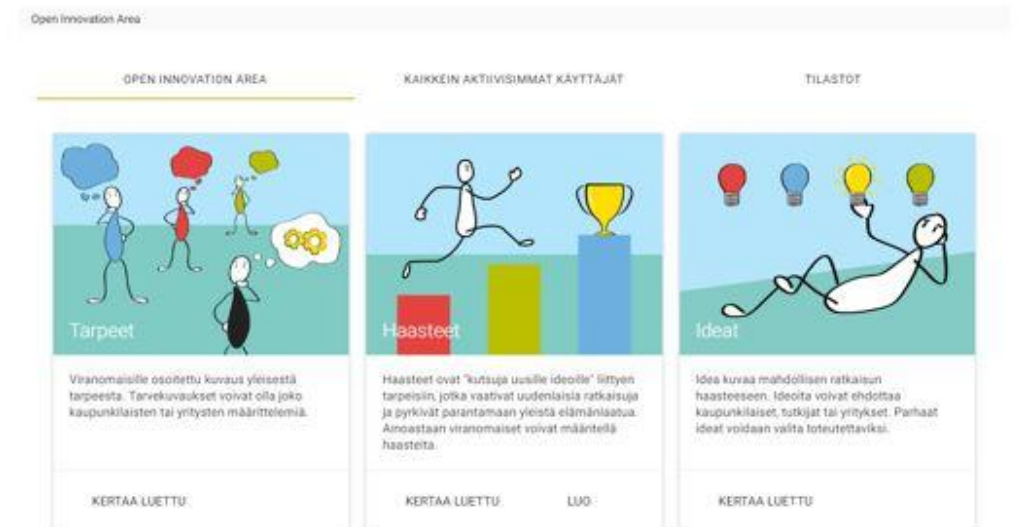 Open Innovation Area
OPEN INNOVATION AREA
KAIKKEIN AKTIIVISIMMAT KÄYTTÄJÄT
TILASTOT
Tarpeet
Viranomaisille osoitettu kuvaus yleisestä
tarpeesta. Tarvekuvaukset voivat olla joko
kaupunkilaisten tai yritysten määrittelemiä.
KERTAA LUETTU
Haasteet
Haasteet ovat "kutsuja uusille ideoille" liittyen
tarpeisiin, jotka vaativat uudenlaisia ratkaisuja
ja pyrkivät parantamaan yleistä elämänlaatua.
Ainoastaan viranomaiset voivat määritellä
haasteita.
KERTAA LUETTU
LUO
Ideat
Idea kuvaa mahdollisen ratkaisun
haasteeseen. Ideoita voivat ehdottaa
kaupunkilaiset, tutkijat tai yritykset. Parhaat
ideat voidaan valita toteutettaviksi.
KERTAA LUETTU